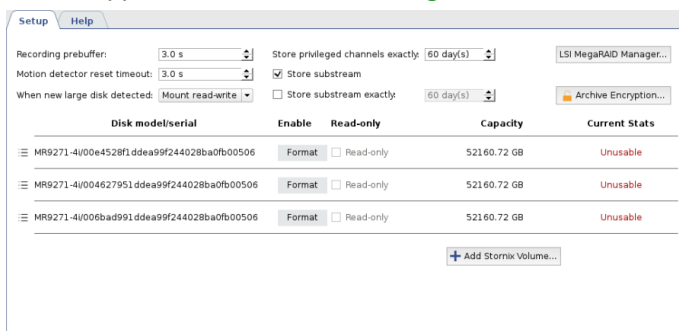 Setup Help
Recording prebuffer: 3.0 s Store privileged channels exactly: 60 day(s) LSI MegaRAID Manager...
Motion detector reset timeout: 3.0 s Store substream
When new large disk detected: Mount read-write Store substream exactly: 60 day(s) Archive Encryption...
Disk model/serial Enable Read-only Capacity Current Stats
MR9271-4i/00e4528f1ddea99f244028ba0fb00506 Format Read-only 52160.72 GB Unusable
MR9271-4i/004627951ddea99f244028ba0fb00506 Format Read-only 52160.72 GB Unusable
MR9271-4i/006bad991ddea99f244028ba0fb00506 Format Read-only 52160.72 GB Unusable
Add Stornix Volume...